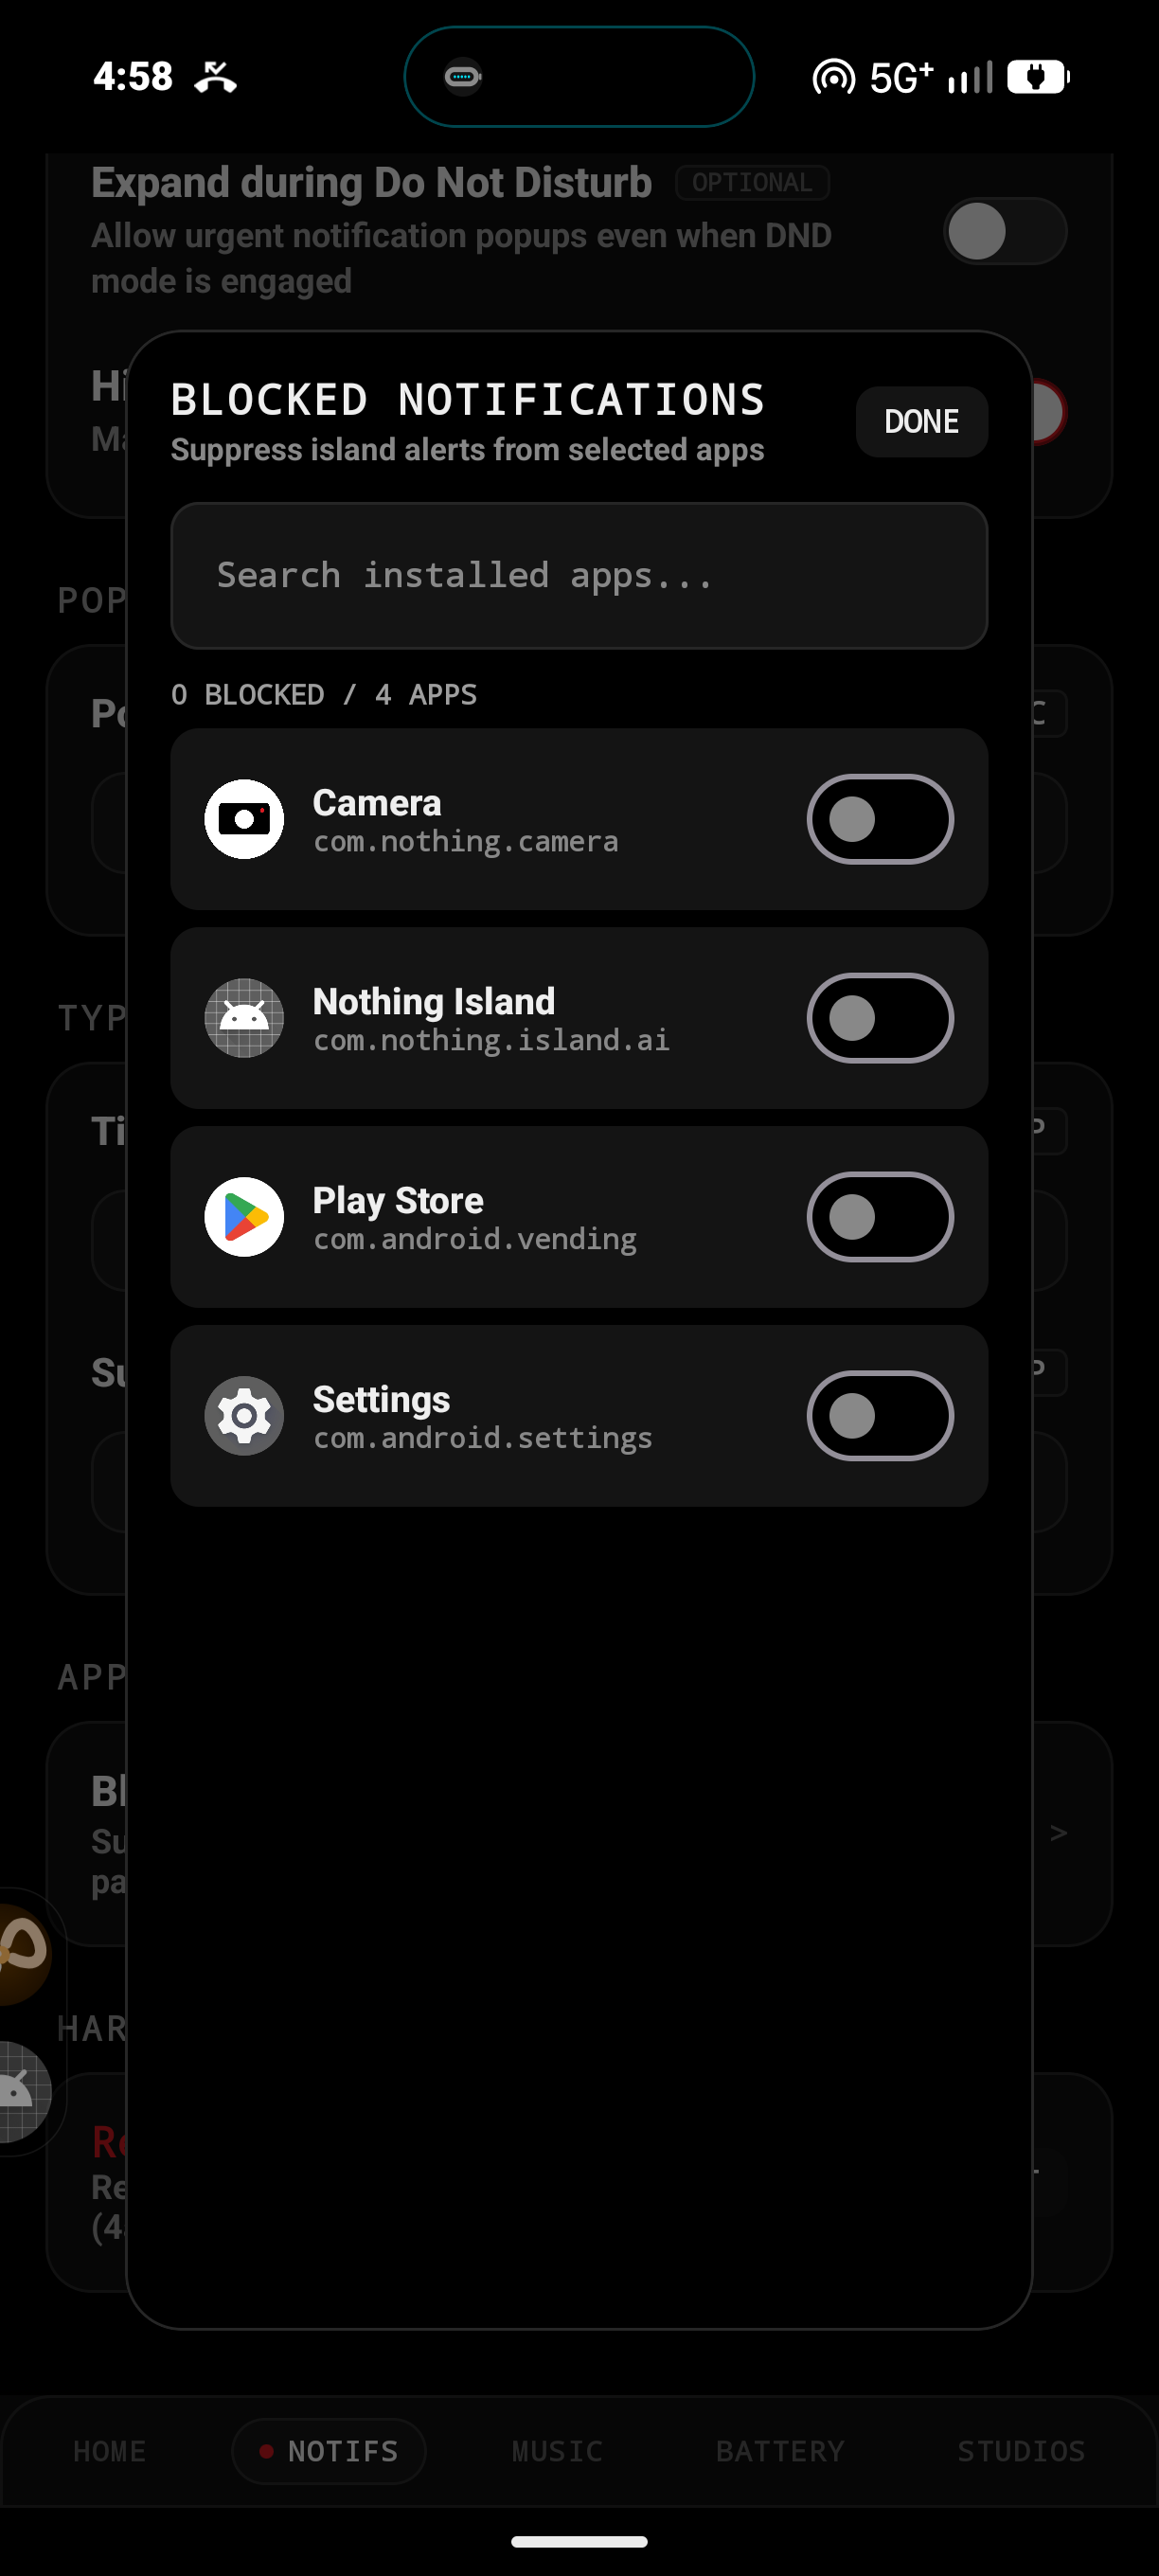 4:58
5G+
Expand during Do Not Disturb OPTIONAL
Allow urgent notification popups even when DND
mode is engaged
BLOCKED NOTIFICATIONS
Suppress island alerts from selected apps
DONE
Search installed apps...
0 BLOCKED / 4 APPS
Camera
com.nothing.camera
Nothing Island
com.nothing.island.ai
Play Store
com.android.vending
Settings
com.android.settings
>
HOME
NOTIFS
MUSIC
BATTERY
STUDIOS